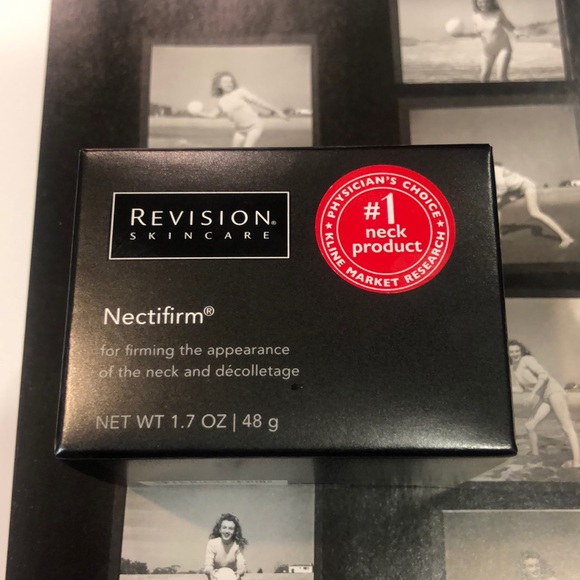 REVISION®
SKINCARE
PHYSICIAN'S CHOICE
#1
neck
product
★ KLINE MARKET RESEARCH ★
Nectifirm®
for firming the appearance
of the neck and décolletage
NET WT 1.7 OZ | 48 g